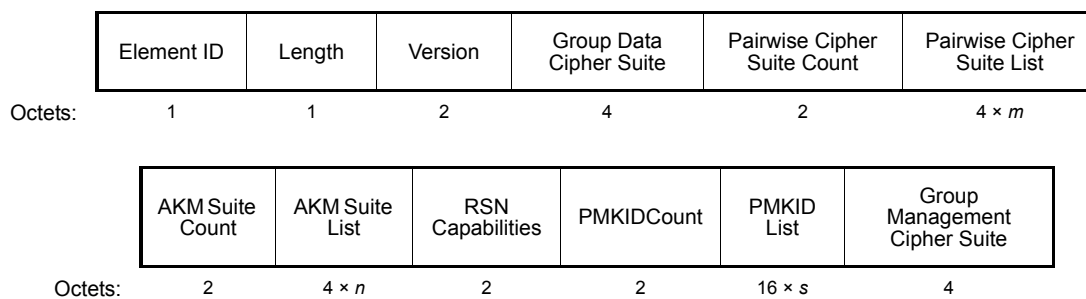 Element ID
Length
Version
Group Data
Cipher Suite
Pairwise Cipher
Suite Count
Pairwise Cipher
Suite List
Octets: 1 1 2 4 2 4 × m
AKM Suite
Count
AKM Suite
List
RSN
Capabilities
PMKIDCount
PMKID
List
Group
Management
Cipher Suite
Octets: 2 4 × n 2 2 16 × s 4